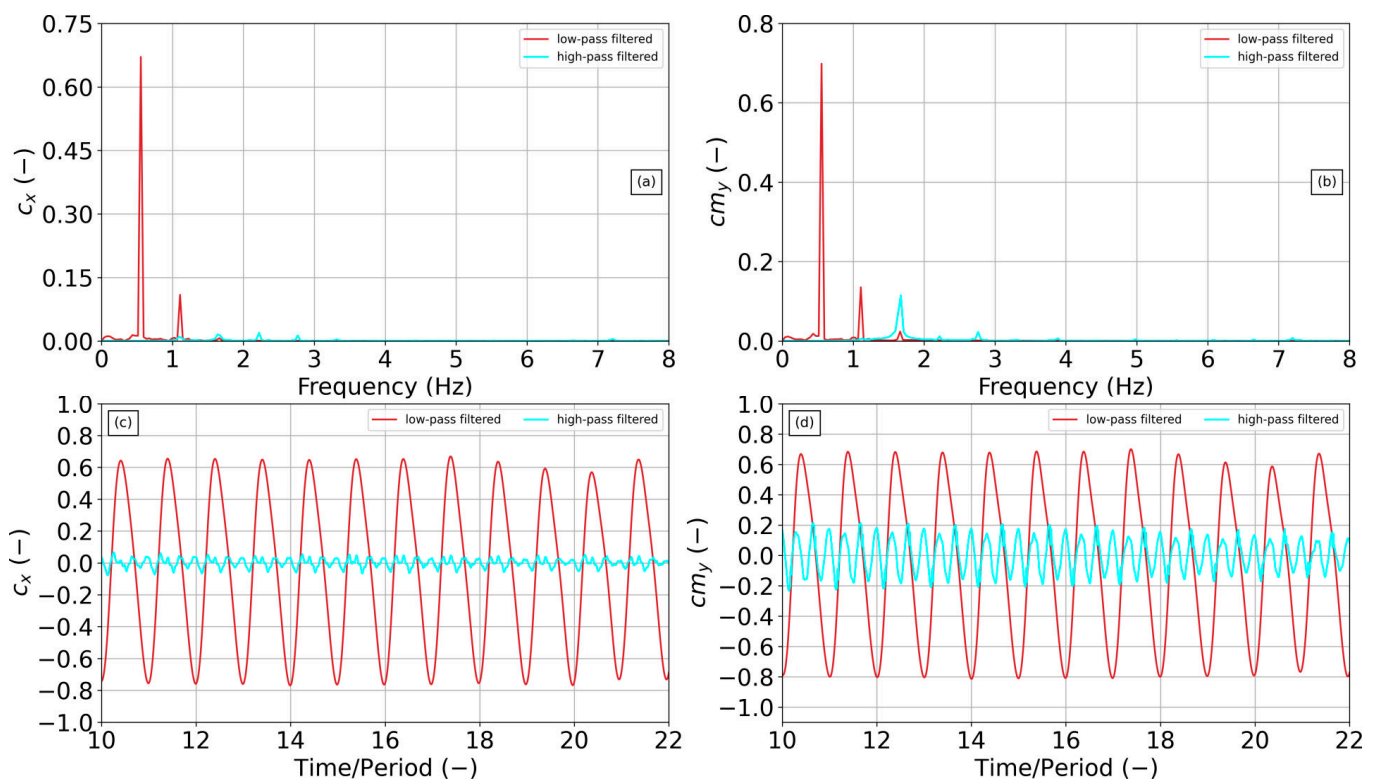 0.75
0.60
0.45
0.30
0.15
0.00
c_x (−)
low-pass filtered
high-pass filtered
(a)
0 1 2 3 4 5 6 7 8
Frequency (Hz)
0.8
0.6
0.4
0.2
0.0
cm_y (−)
low-pass filtered
high-pass filtered
(b)
0 1 2 3 4 5 6 7 8
Frequency (Hz)
1.0
0.8
0.6
0.4
0.2
0.0
−0.2
−0.4
−0.6
−0.8
−1.0
c_x (−)
(c)
low-pass filtered high-pass filtered
10 12 14 16 18 20 22
Time/Period (−)
1.0
0.8
0.6
0.4
0.2
0.0
−0.2
−0.4
−0.6
−0.8
−1.0
cm_y (−)
(d)
low-pass filtered high-pass filtered
10 12 14 16 18 20 22
Time/Period (−)